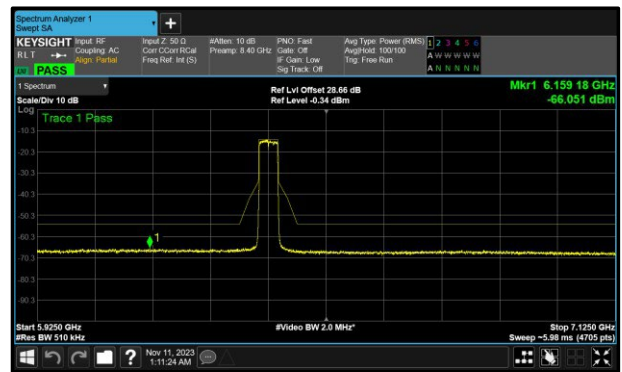 Spectrum Analyzer 1
Swept SA
+
KEYSIGHT Input: RF Input Z: 50 Ω #Atten: 10 dB PNO: Fast Avg Type: Power (RMS) 1 2 3 4 5 6
RLT Coupling: AC Corr CCorr RCal Preamp: 8.40 GHz Gate: Off Avg|Hold: 100/100 A W W W W W
Align: Partial Freq Ref: Int (S) IF Gain: Low Trig: Free Run
PASS Sig Track: Off A N N N N N
1 Spectrum Ref Lvl Offset 28.66 dB Mkr1 6.159 18 GHz
Scale/Div 10 dB Ref Level -0.34 dBm -66.051 dBm
Log
Trace 1 Pass
-10.3
-20.3
-30.3
-40.3
-50.3
-60.3
1
-70.3
-80.3
-90.3
Start 5.9250 GHz #Video BW 2.0 MHz* Stop 7.1250 GHz
#Res BW 510 kHz Sweep ~5.98 ms (4705 pts)
? Nov 11, 2023
1:11:24 AM